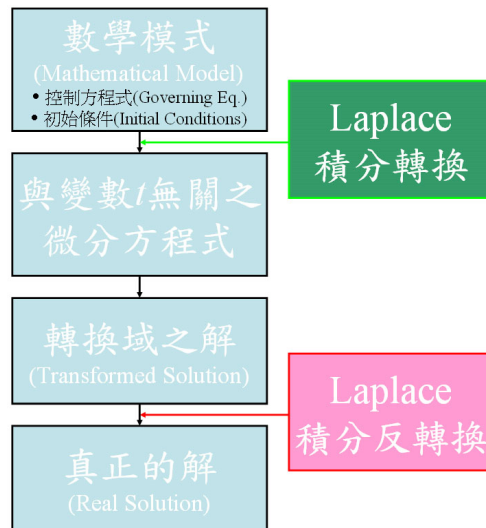 數學模式
(Mathematical Model)
• 控制方程式(Governing Eq.)
• 初始條件(Initial Conditions)
Laplace
積分轉換
與變數t無關之
微分方程式
轉換域之解
(Transformed Solution)
Laplace
積分反轉換
真正的解
(Real Solution)